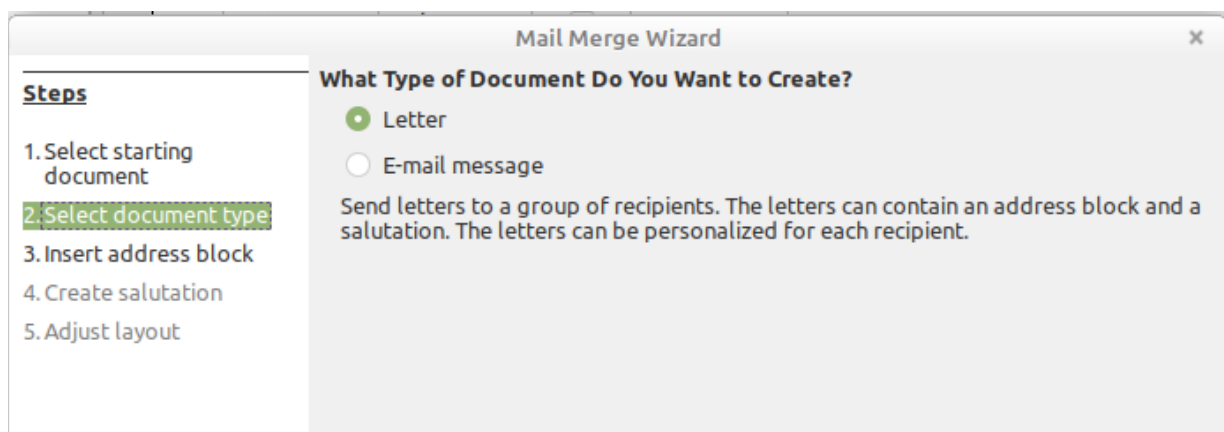 Mail Merge Wizard
Steps
1. Select starting
document
2. Select document type
3. Insert address block
4. Create salutation
5. Adjust layout
What Type of Document Do You Want to Create?
Letter
E-mail message
Send letters to a group of recipients. The letters can contain an address block and a
salutation. The letters can be personalized for each recipient.